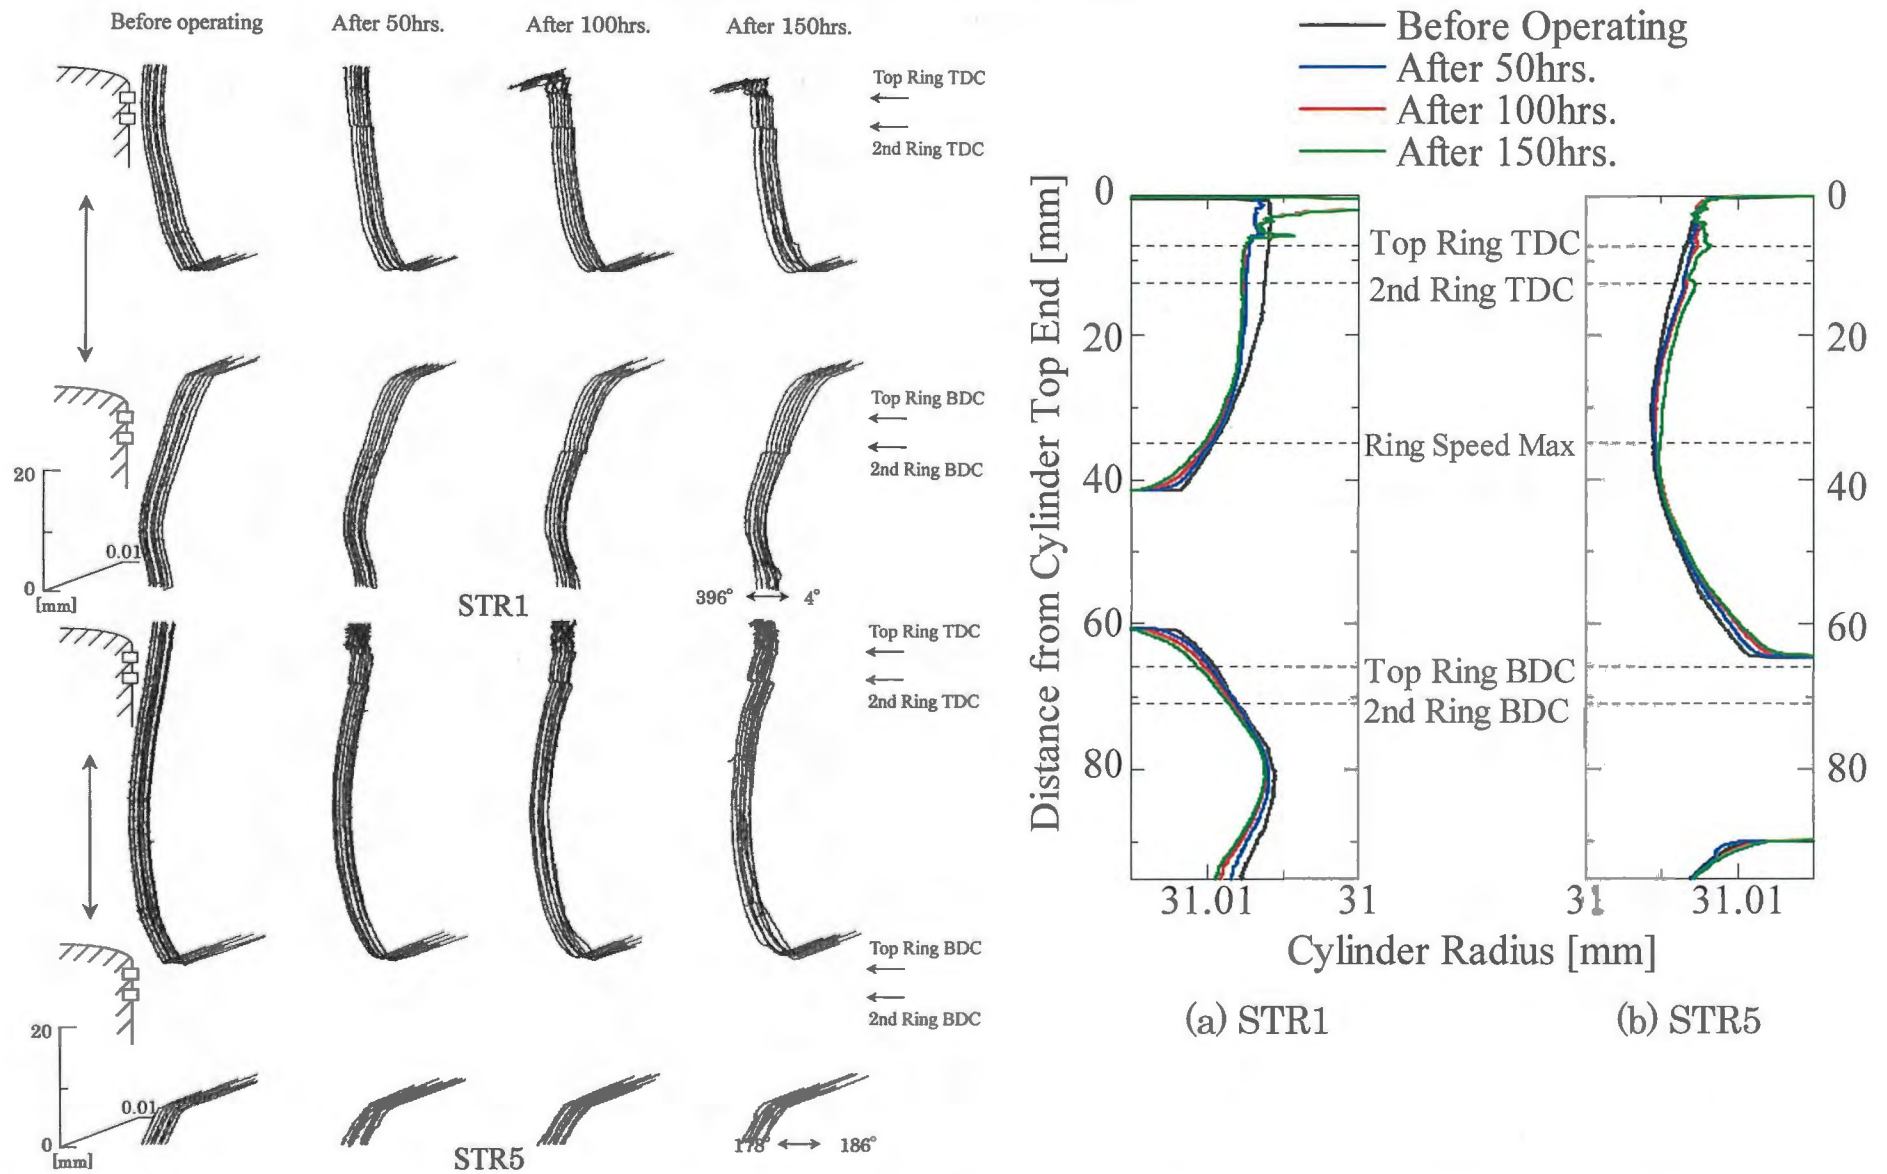 Before operating
After 50hrs.
After 100hrs.
After 150hrs.
Top Ring TDC
2nd Ring TDC
Top Ring BDC
2nd Ring BDC
20
0.01
0
[mm]
STR1
396° 4°
Top Ring TDC
2nd Ring TDC
Top Ring BDC
2nd Ring BDC
20
0.01
0
[mm]
STR5
178° 186°
Before Operating
After 50hrs.
After 100hrs.
After 150hrs.
Distance from Cylinder Top End [mm]
0
20
40
60
80
Top Ring TDC
2nd Ring TDC
Ring Speed Max
Top Ring BDC
2nd Ring BDC
0
20
40
60
80
31.01 31
31 31.01
Cylinder Radius [mm]
(a) STR1
(b) STR5